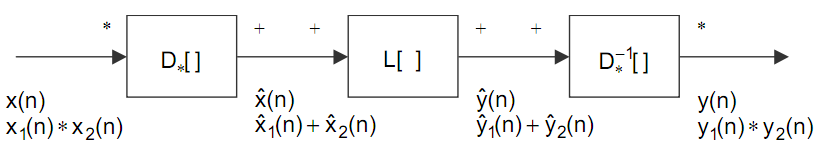 * + + + + *
D*[ ] L[ ] D*⁻¹[ ]
x(n) x̂(n) ŷ(n) y(n)
x₁(n)*x₂(n) x̂₁(n)+x̂₂(n) ŷ₁(n)+ŷ₂(n) y₁(n)*y₂(n)